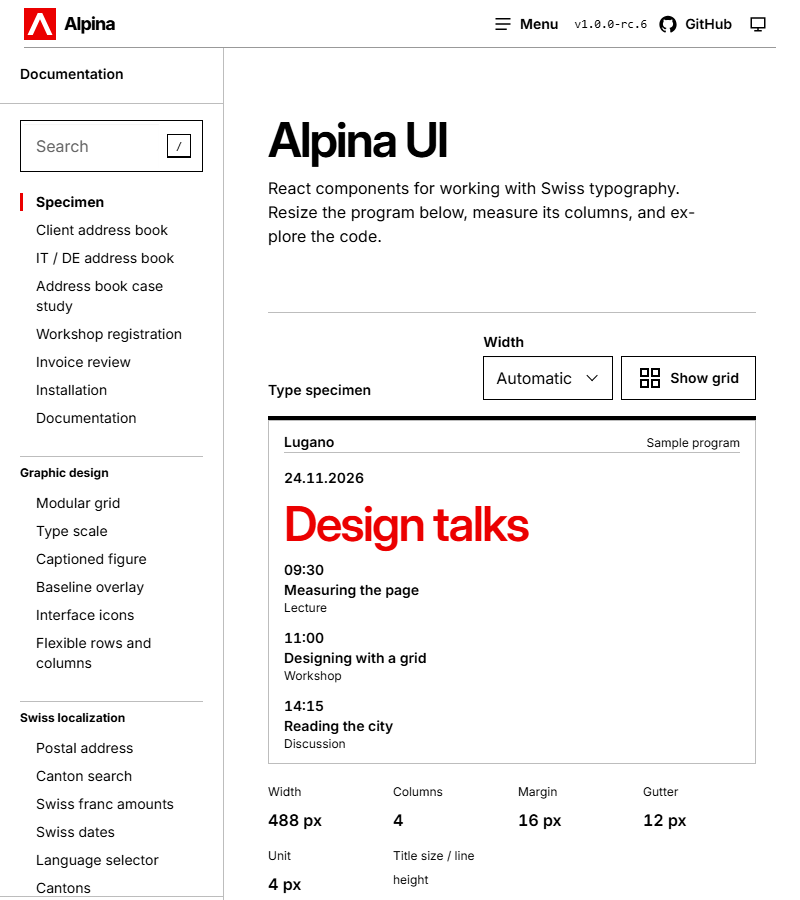 Alpina
Menu
v1.0.0-rc.6
GitHub
Documentation
Search
/
Specimen
Client address book
IT / DE address book
Address book case
study
Workshop registration
Invoice review
Installation
Documentation
Graphic design
Modular grid
Type scale
Captioned figure
Baseline overlay
Interface icons
Flexible rows and
columns
Swiss localization
Postal address
Canton search
Swiss franc amounts
Swiss dates
Language selector
Cantons
Alpina UI
React components for working with Swiss typography.
Resize the program below, measure its columns, and ex-
plore the code.
Width
Type specimen
Automatic
Show grid
Lugano
Sample program
24.11.2026
Design talks
09:30
Measuring the page
Lecture
11:00
Designing with a grid
Workshop
14:15
Reading the city
Discussion
Width
Columns
Margin
Gutter
488 px
4
16 px
12 px
Unit
Title size / line
height
4 px